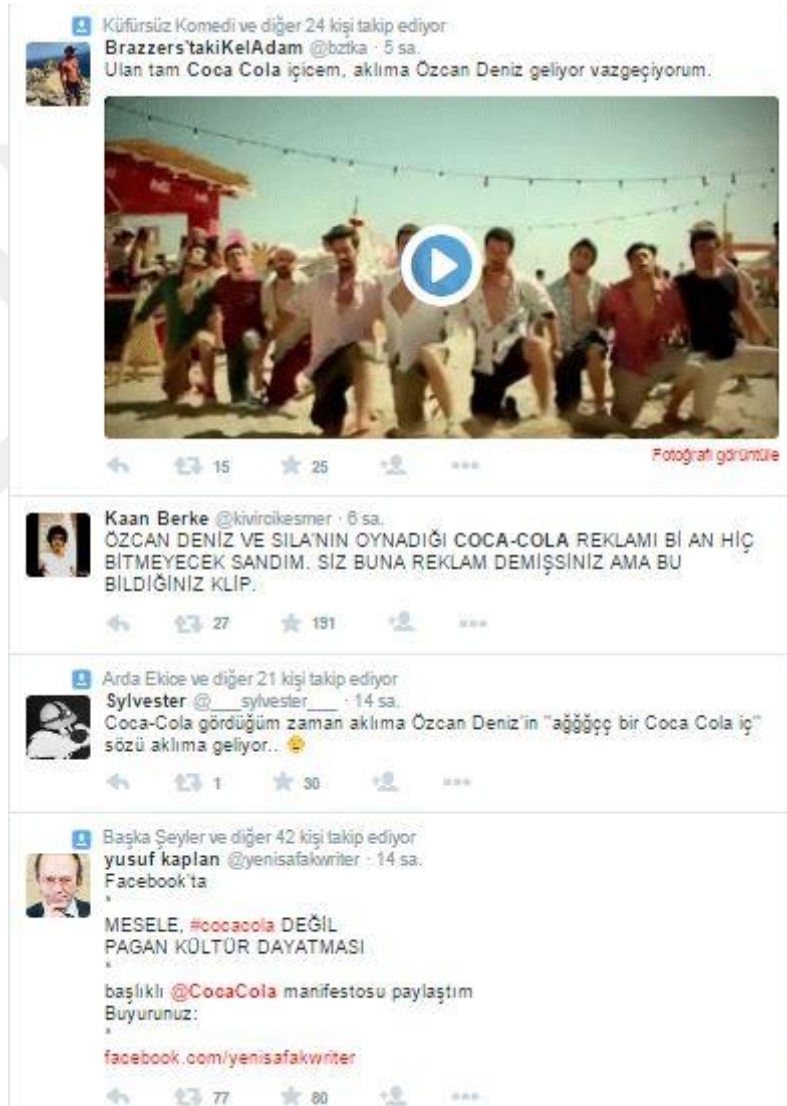 Küfürsüz Komedi ve diğer 24 kişi takip ediyor
Brazzers'takiKelAdam @bztka · 5 sa.
Ulan tam Coca Cola içicem, aklıma Özcan Deniz geliyor vazgeçiyorum.
Fotoğrafı görüntüle
15 25
Kaan Berke @kivircikesmer · 6 sa.
ÖZCAN DENİZ VE SILA'NIN OYNADIĞI COCA-COLA REKLAMI Bİ AN HİÇ
BİTMEYECEK SANDIM. SİZ BUNA REKLAM DEMİŞSİNİZ AMA BU
BİLDİĞİNİZ KLİP.
27 191
Arda Ekice ve diğer 21 kişi takip ediyor
Sylvester @___sylvester___ · 14 sa.
Coca-Cola gördüğüm zaman aklıma Özcan Deniz'in "ağğğçç bir Coca Cola iç"
sözü aklıma geliyor..
1 30
Başka Şeyler ve diğer 42 kişi takip ediyor
yusuf kaplan @yenisafakwriter · 14 sa.
Facebook'ta
*
MESELE, #cocacola DEĞİL
PAGAN KÜLTÜR DAYATMASI
*
başlıklı @CocaCola manifestosu paylaştım
Buyurunuz:
*
facebook.com/yenisafakwriter
77 80